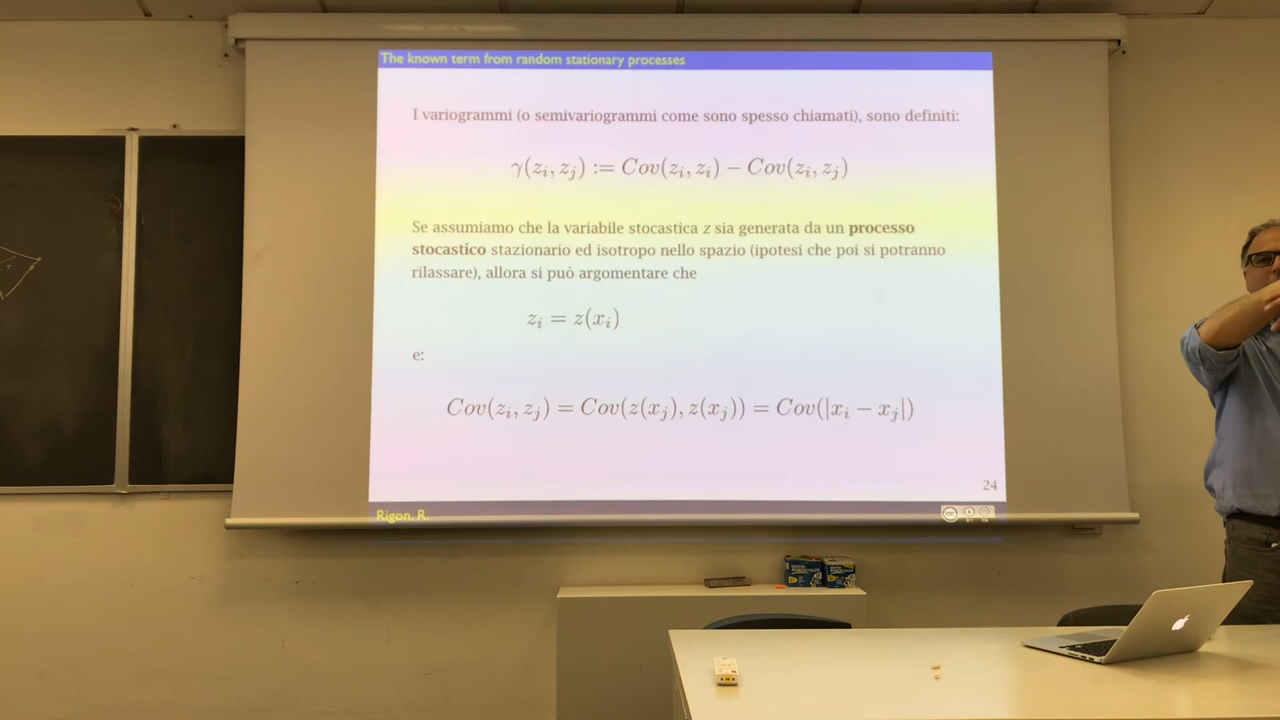 The known term from random stationary processes
I variogrammi (o semivariogrammi come sono spesso chiamati), sono definiti:
γ(z_i, z_j) := Cov(z_i, z_i) − Cov(z_i, z_j)
Se assumiamo che la variabile stocastica z sia generata da un processo
stocastico stazionario ed isotropo nello spazio (ipotesi che poi si potranno
rilassare), allora si può argomentare che
z_i = z(x_i)
e:
Cov(z_i, z_j) = Cov(z(x_j), z(x_j)) = Cov(|x_i − x_j|)
24
Rigon, R.
cc